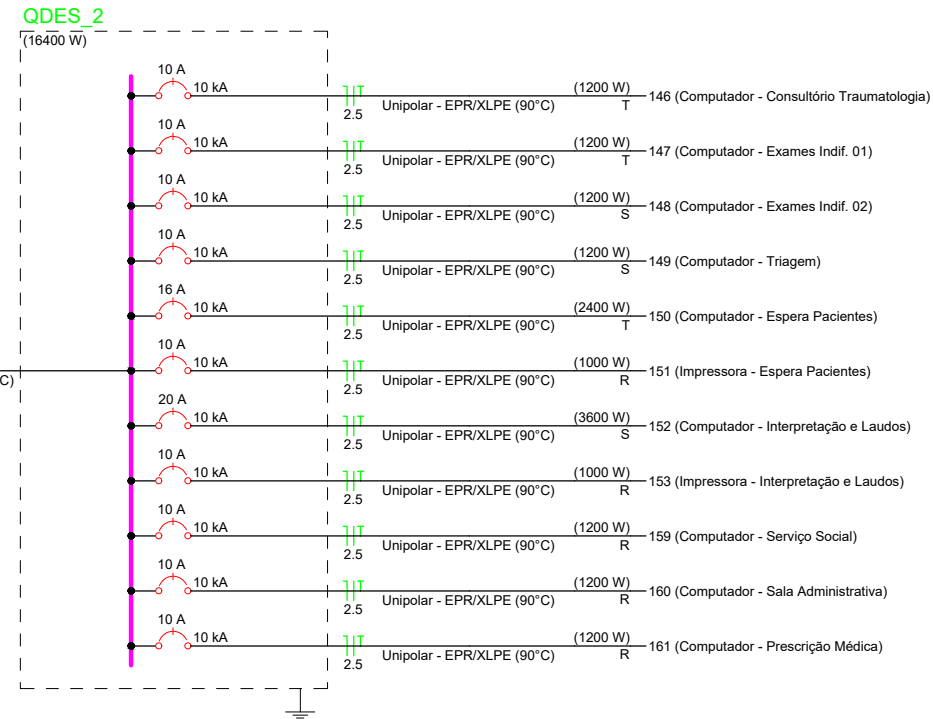 QDES_2
(16400 W)
10 A
10 kA
2.5
Unipolar - EPR/XLPE (90°C)
(1200 W)
T
146 (Computador - Consultório Traumatologia)
10 A
10 kA
2.5
Unipolar - EPR/XLPE (90°C)
(1200 W)
T
147 (Computador - Exames Indif. 01)
10 A
10 kA
2.5
Unipolar - EPR/XLPE (90°C)
(1200 W)
S
148 (Computador - Exames Indif. 02)
10 A
10 kA
2.5
Unipolar - EPR/XLPE (90°C)
(1200 W)
S
149 (Computador - Triagem)
16 A
10 kA
2.5
Unipolar - EPR/XLPE (90°C)
(2400 W)
T
150 (Computador - Espera Pacientes)
C)
10 A
10 kA
2.5
Unipolar - EPR/XLPE (90°C)
(1000 W)
R
151 (Impressora - Espera Pacientes)
20 A
10 kA
2.5
Unipolar - EPR/XLPE (90°C)
(3600 W)
S
152 (Computador - Interpretação e Laudos)
10 A
10 kA
2.5
Unipolar - EPR/XLPE (90°C)
(1000 W)
R
153 (Impressora - Interpretação e Laudos)
10 A
10 kA
2.5
Unipolar - EPR/XLPE (90°C)
(1200 W)
R
159 (Computador - Serviço Social)
10 A
10 kA
2.5
Unipolar - EPR/XLPE (90°C)
(1200 W)
R
160 (Computador - Sala Administrativa)
10 A
10 kA
2.5
Unipolar - EPR/XLPE (90°C)
(1200 W)
R
161 (Computador - Prescrição Médica)